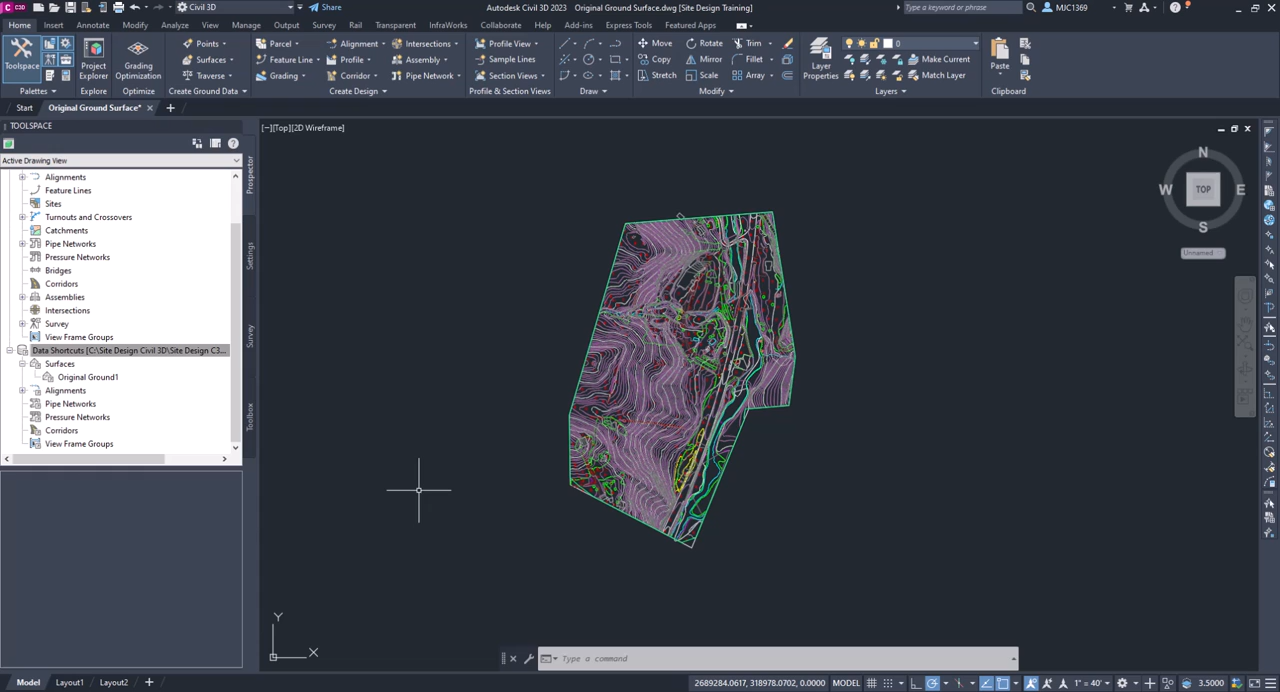 C3D Civil 3D Share Autodesk Civil 3D 2023 Original Ground Surface.dwg [Site Design Training] Type a keyword or phrase MJC1369
Home Insert Annotate Modify Analyze View Manage Output Survey Rail Transparent InfraWorks Collaborate Help Add-ins Express Tools Featured Apps
Points Parcel Alignment Intersections Profile View Move Rotate Trim 0
Toolspace Project Explorer Grading Optimization Surfaces Feature Line Profile Assembly Sample Lines Copy Mirror Fillet Layer Properties Make Current Paste
Traverse Grading Corridor Pipe Network Section Views Stretch Scale Array Match Layer
Palettes Explore Optimize Create Ground Data Create Design Profile & Section Views Draw Modify Layers Clipboard
Start Original Ground Surface*
TOOLSPACE
[−][Top][2D Wireframe]
Active Drawing View
Alignments
Feature Lines
Sites
Turnouts and Crossovers
Catchments
Pipe Networks
Pressure Networks
Bridges
Corridors
Assemblies
Intersections
Survey
View Frame Groups
Data Shortcuts [C:\Site Design Civil 3D\Site Design C3...
Surfaces
Original Ground1
Alignments
Pipe Networks
Pressure Networks
Corridors
View Frame Groups
Prospector
Settings
Survey
Toolbox
N
W TOP E
S
Unnamed
Y
X
Type a command
Model Layout1 Layout2 2689284.0617, 318978.0702, 0.0000 MODEL 1" = 40' 3.5000